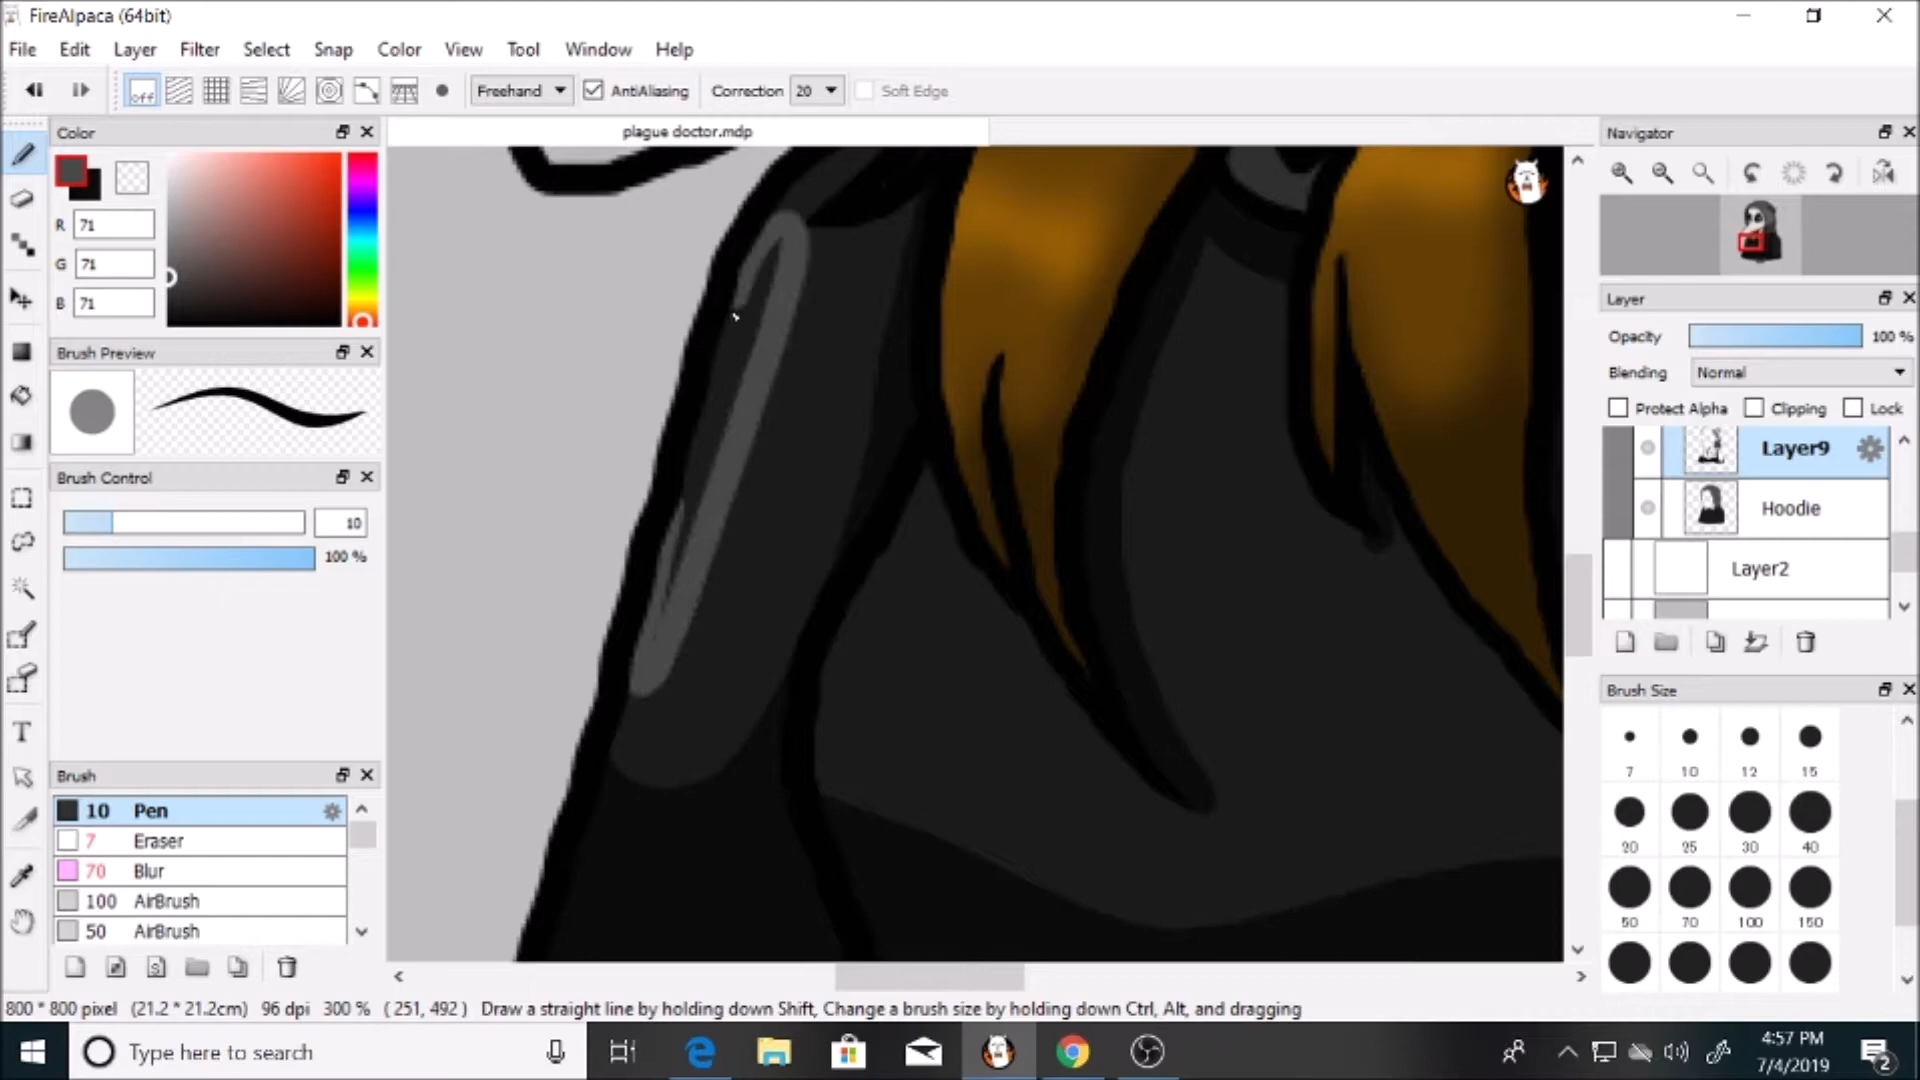 FireAlpaca (64bit)
File Edit Layer Filter Select Snap Color View Tool Window Help
off Freehand AntiAliasing Correction 20 Soft Edge
Color
plague doctor.mdp
Navigator
R 71
G 71
B 71
Layer
Opacity 100 %
Brush Preview
Blending Normal
Protect Alpha Clipping Lock
Layer9
Brush Control
Hoodie
10
100 %
Layer2
Brush Size
7 10 12 15
Brush
10 Pen
7 Eraser
20 25 30 40
70 Blur
100 AirBrush
50 70 100 150
50 AirBrush
800 * 800 pixel (21.2 * 21.2cm) 96 dpi 300 % ( 251, 492 ) Draw a straight line by holding down Shift, Change a brush size by holding down Ctrl, Alt, and dragging
Type here to search
4:57 PM
7/4/2019
2